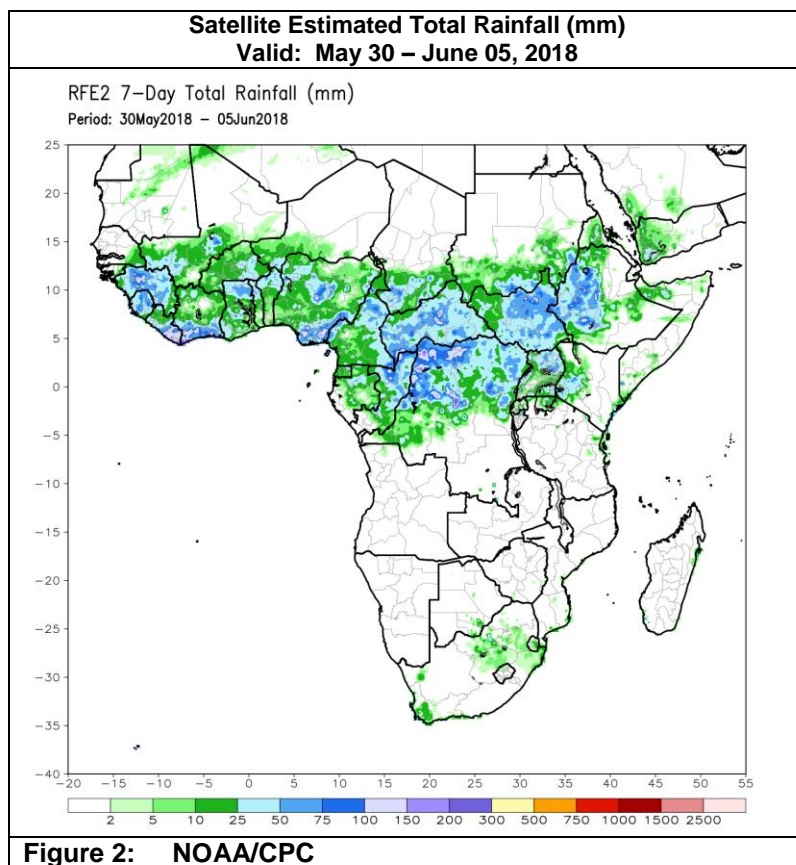 Satellite Estimated Total Rainfall (mm)
Valid: May 30 – June 05, 2018
RFE2 7-Day Total Rainfall (mm)
Period: 30May2018 – 05Jun2018
25
20
15
10
5
0
-5
-10
-15
-20
-25
-30
-35
-40
-20 -15 -10 -5 0 5 10 15 20 25 30 35 40 45 50 55
2 5 10 25 50 75 100 150 200 300 500 750 1000 1500 2500
Figure 2: NOAA/CPC